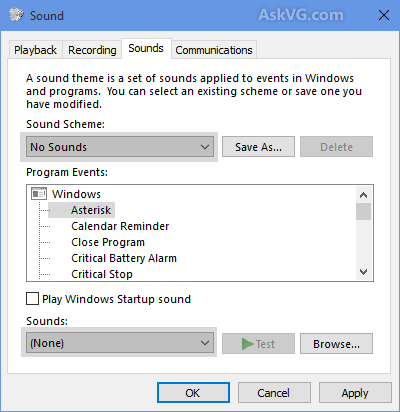 Sound
AskVG.com
Playback Recording Sounds Communications
A sound theme is a set of sounds applied to events in Windows
and programs. You can select an existing scheme or save one you
have modified.
Sound Scheme:
No Sounds Save As... Delete
Program Events:
Windows
Asterisk
Calendar Reminder
Close Program
Critical Battery Alarm
Critical Stop
Play Windows Startup sound
Sounds:
(None) Test Browse...
OK Cancel Apply